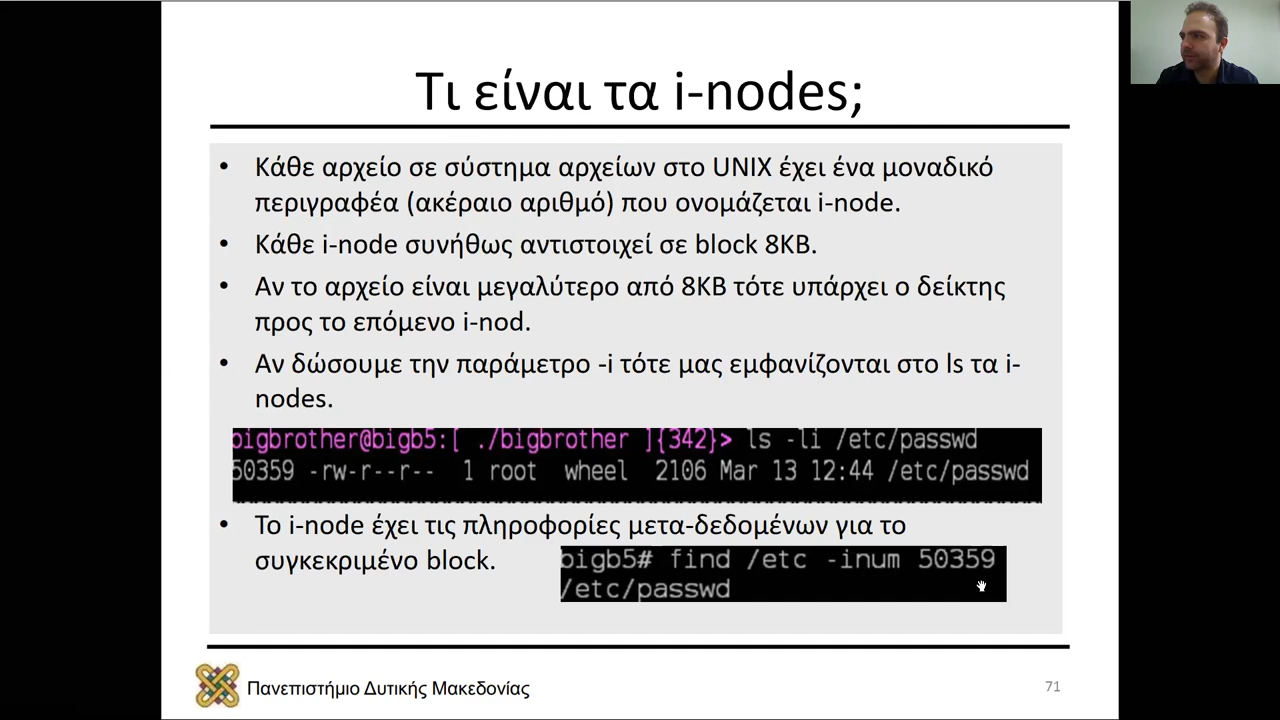 Τι είναι τα i-nodes;
• Κάθε αρχείο σε σύστημα αρχείων στο UNIX έχει ένα μοναδικό
περιγραφέα (ακέραιο αριθμό) που ονομάζεται i-node.
• Κάθε i-node συνήθως αντιστοιχεί σε block 8KB.
• Αν το αρχείο είναι μεγαλύτερο από 8KB τότε υπάρχει ο δείκτης
προς το επόμενο i-nod.
• Αν δώσουμε την παράμετρο -i τότε μας εμφανίζονται στο ls τα i-
nodes.
bigbrother@bigb5:[ ./bigbrother ]{342}> ls -li /etc/passwd
50359 -rw-r--r-- 1 root wheel 2106 Mar 13 12:44 /etc/passwd
• Το i-node έχει τις πληροφορίες μετα-δεδομένων για το
συγκεκριμένο block.
bigb5# find /etc -inum 50359
/etc/passwd
Πανεπιστήμιο Δυτικής Μακεδονίας
71